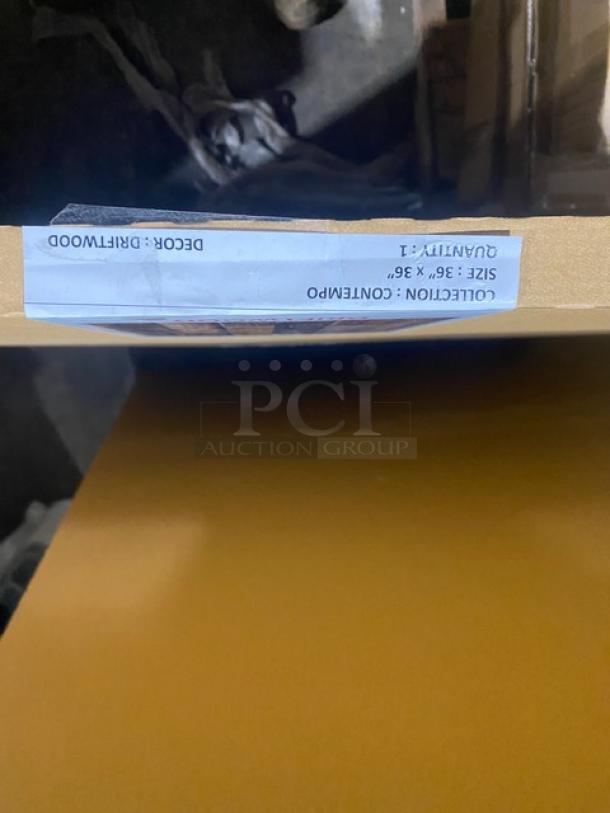 COLLECTION : CONTEMPO
SIZE : 36" x 36"
QUANTITY : 1
DECOR : DRIFTWOOD
PCI
AUCTION GROUP